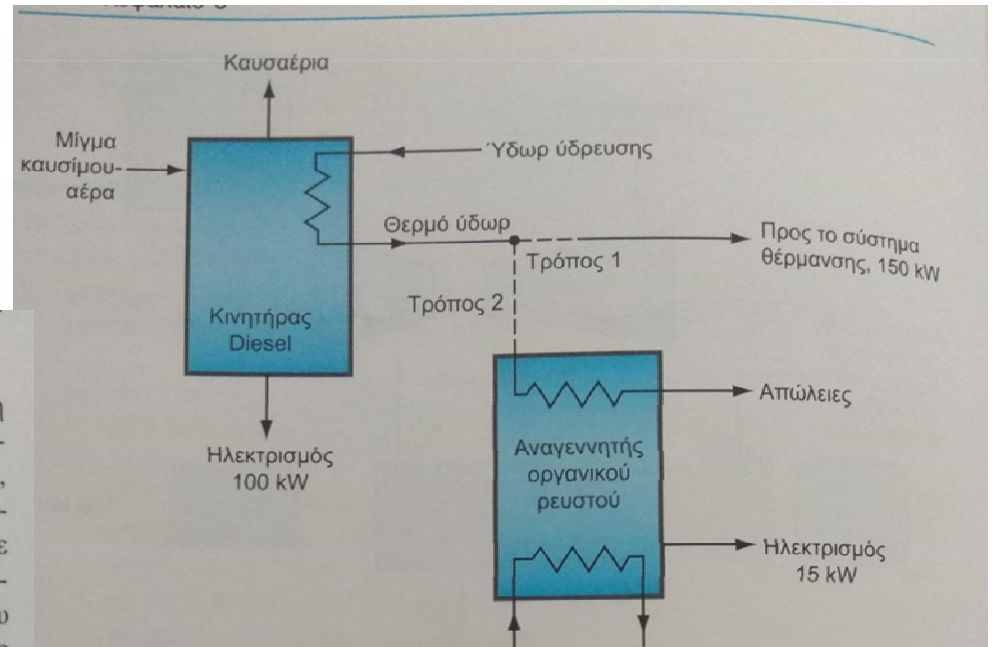 Καυσαέρια
Μίγμα
καυσίμου-
αέρα
Ύδωρ ύδρευσης
Θερμό ύδωρ
Προς το σύστημα
θέρμανσης, 150 kW
Τρόπος 1
Τρόπος 2
Κινητήρας
Diesel
Απώλειες
Ηλεκτρισμός
100 kW
Αναγεννητής
οργανικού
ρευστού
Ηλεκτρισμός
15 kW